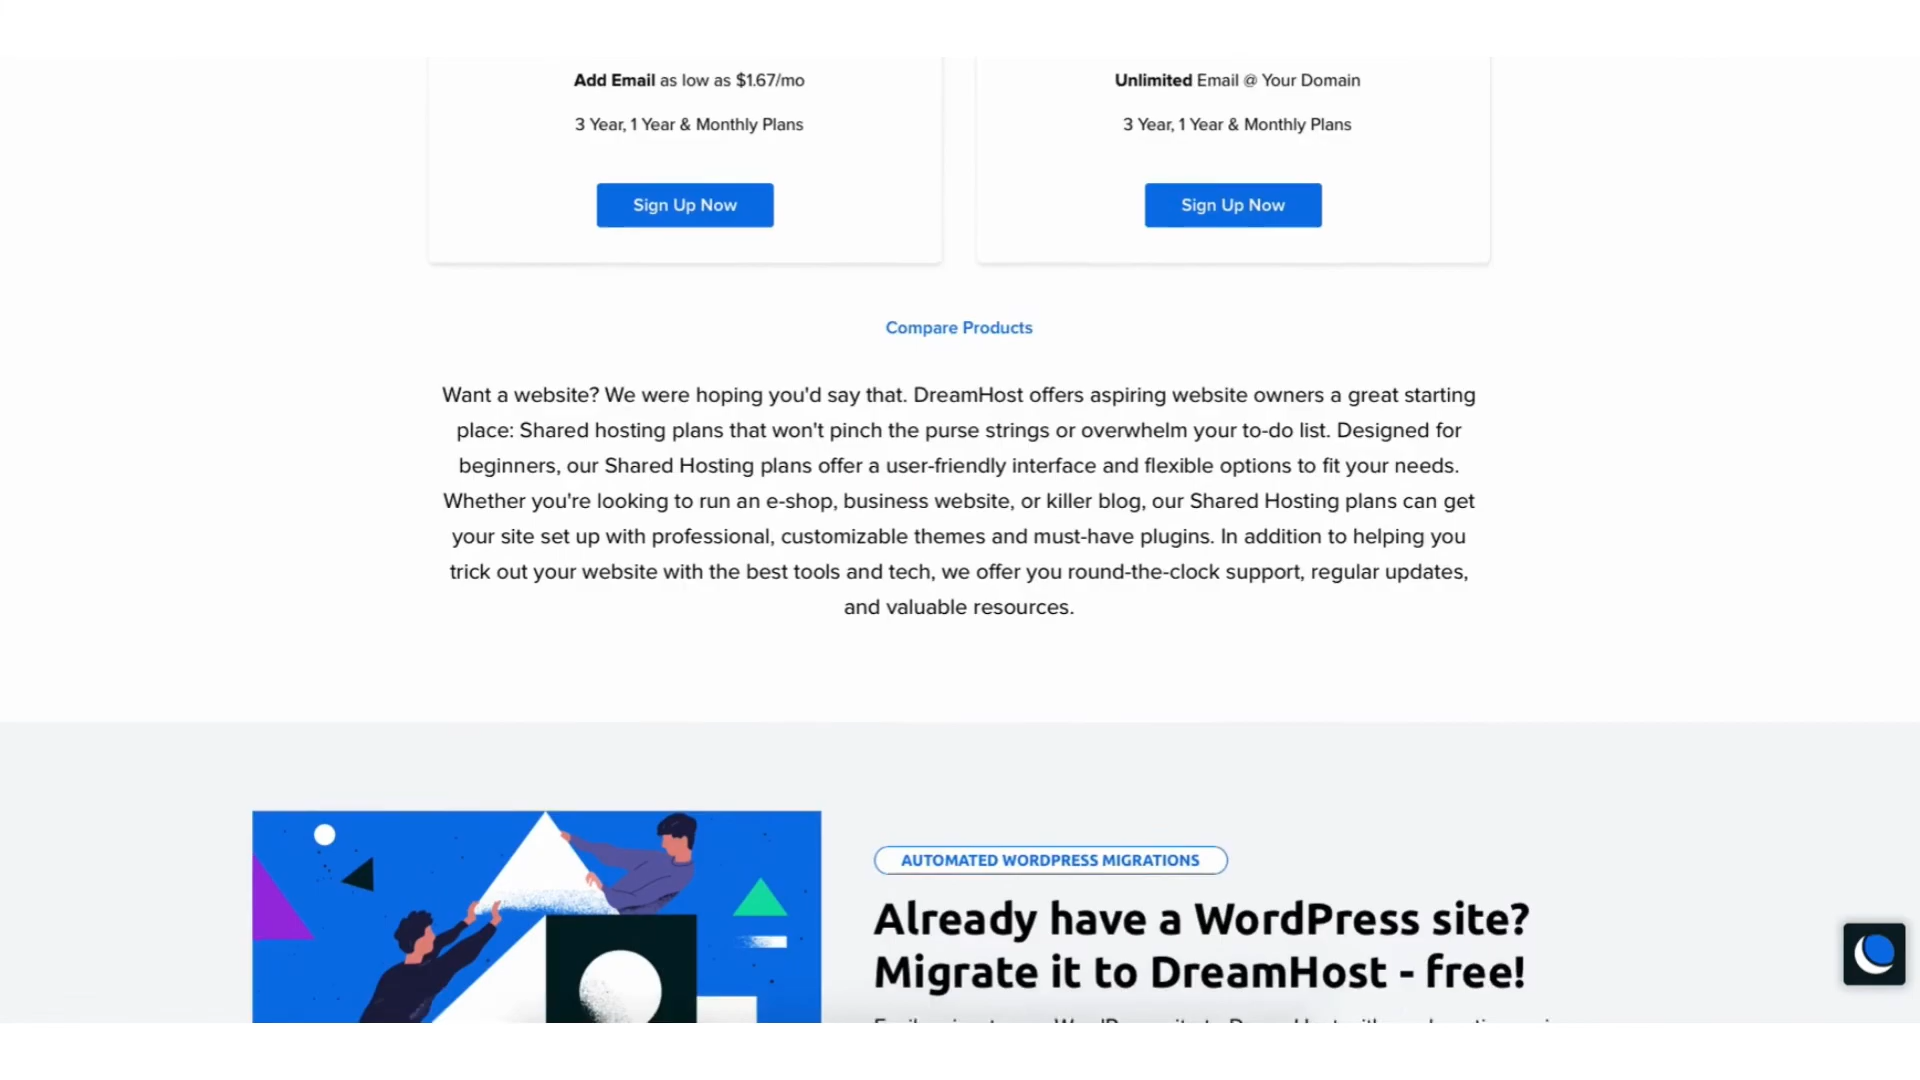 Add Email as low as $1.67/mo
3 Year, 1 Year & Monthly Plans
Sign Up Now
Unlimited Email @ Your Domain
3 Year, 1 Year & Monthly Plans
Sign Up Now
Compare Products
Want a website? We were hoping you'd say that. DreamHost offers aspiring website owners a great starting
place: Shared hosting plans that won't pinch the purse strings or overwhelm your to-do list. Designed for
beginners, our Shared Hosting plans offer a user-friendly interface and flexible options to fit your needs.
Whether you're looking to run an e-shop, business website, or killer blog, our Shared Hosting plans can get
your site set up with professional, customizable themes and must-have plugins. In addition to helping you
trick out your website with the best tools and tech, we offer you round-the-clock support, regular updates,
and valuable resources.
AUTOMATED WORDPRESS MIGRATIONS
Already have a WordPress site?
Migrate it to DreamHost - free!